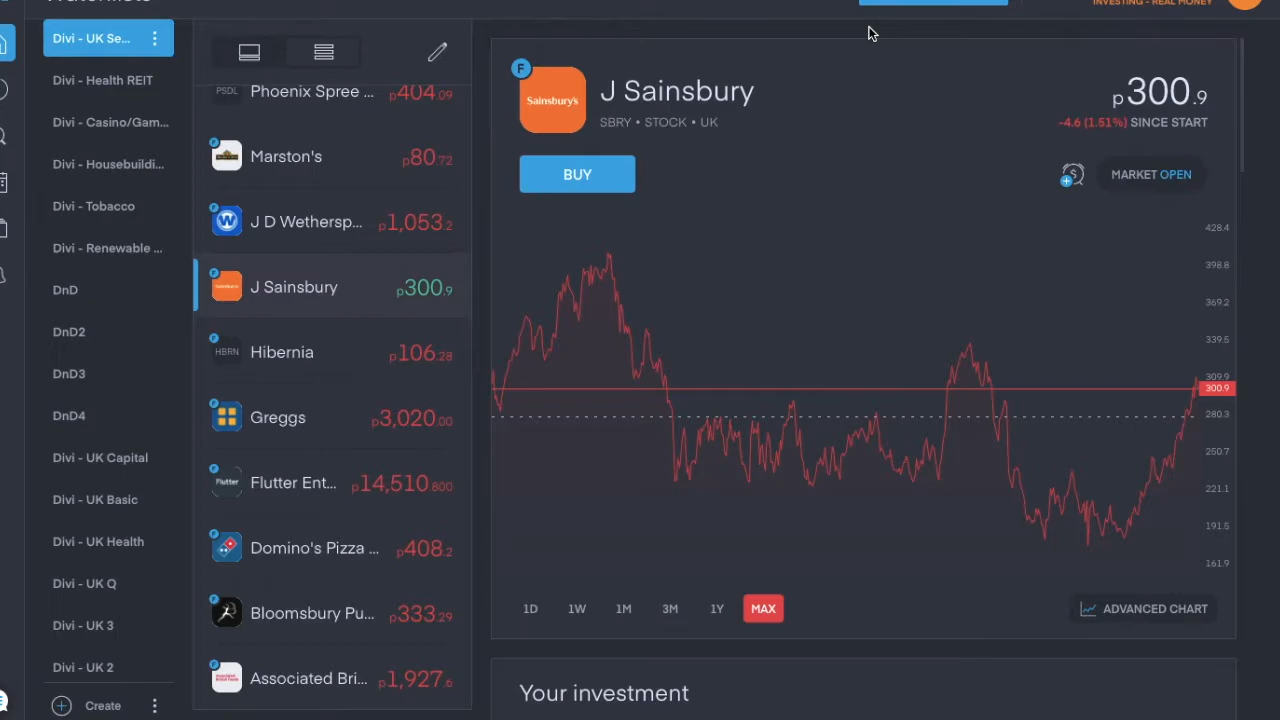 INVESTING - REAL MONEY
Divi - UK Se...
Divi - Health REIT
Divi - Casino/Gam...
Divi - Housebuildi...
Divi - Tobacco
Divi - Renewable ...
DnD
DnD2
DnD3
DnD4
Divi - UK Capital
Divi - UK Basic
Divi - UK Health
Divi - UK Q
Divi - UK 3
Divi - UK 2
Create
PSDL Phoenix Spree ... p404.09
F Marston's p80.72
F W J D Wethersp... p1,053.2
F Sainsbury's J Sainsbury p300.9
F HBRN Hibernia p106.28
F Greggs p3,020.00
F Flutter Flutter Ent... p14,510.800
F Domino's Pizza ... p408.2
F Bloomsbury Pu... p333.29
F Associated Bri... p1,927.6
F
Sainsbury's
J Sainsbury
SBRY • STOCK • UK
p300.9
-4.6 (1.51%) SINCE START
BUY
MARKET OPEN
428.4
398.8
369.2
339.5
309.9
300.9
280.3
250.7
221.1
191.5
161.9
1D 1W 1M 3M 1Y MAX
ADVANCED CHART
Your investment